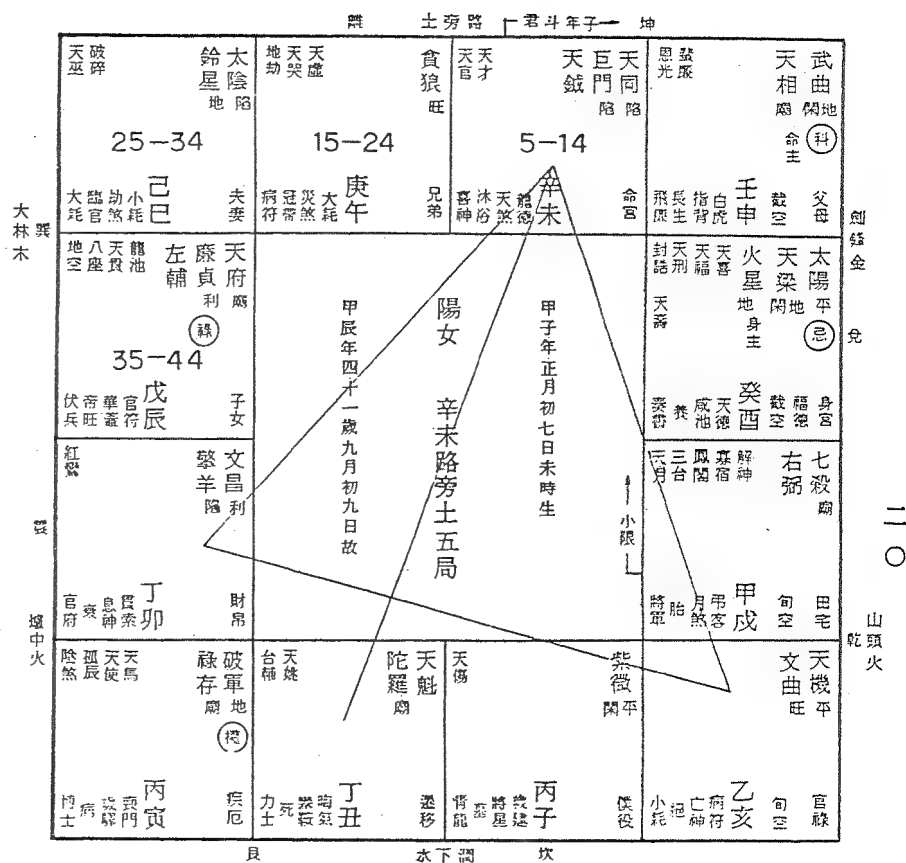 離　土旁路　君斗年子　坤
武曲 地
天相 廟 閑
科
命主
蜚廉
恩光
父母
截空
壬申
白虎
指背
長生
飛廉
天同 陷
巨門 陷
天鉞
天才
天官
5-14
命宮
辛未
龍德
天煞
沐浴
喜神
貪狼 旺
天虛
天哭
地劫
15-24
兄弟
庚午
大耗
災煞
冠帶
病符
太陰 陷
鈴星 地
破碎
天巫
25-34
夫妻
己巳
小耗
劫煞
臨官
大耗
劍鋒金
兌
太陽 平
天梁 地
火星 地 閑
忌
身主
天喜
天福
天刑
封誥
天壽
身宮
福德
截空
癸酉
天德
咸池
養
奏書
天府 廟
廉貞 利
左輔
祿
龍池
天貴
八座
地空
35-44
子女
戊辰
官符
華蓋
帝旺
伏兵
巽
大林木
甲子年正月初七日未時生
陽女　辛未路旁土五局
甲辰年四十一歲九月初九日故
小限
七殺 廟
右弼
解神
寡宿
鳳閣
三台
天月
田宅
旬空
甲戌
弔客
月煞
胎
將軍
文昌 利
擎羊 陷
紅鸞
財帛
丁卯
貫索
息神
衰
官府
震
爐中火
二〇
山頭火
乾
天機 平
文曲 旺
官祿
旬空
乙亥
病符
亡神
絕
小耗
紫微 平
閑
天傷
僕役
丙子
歲建
將星
墓
青龍
天魁
陀羅 廟
天姚
台輔
遷移
丁丑
晦氣
攀鞍
死
力士
破軍 地
祿存 廟
權
天馬
天使
孤辰
陰煞
疾厄
丙寅
喪門
歲驛
病
博士
艮　水下澗　坎